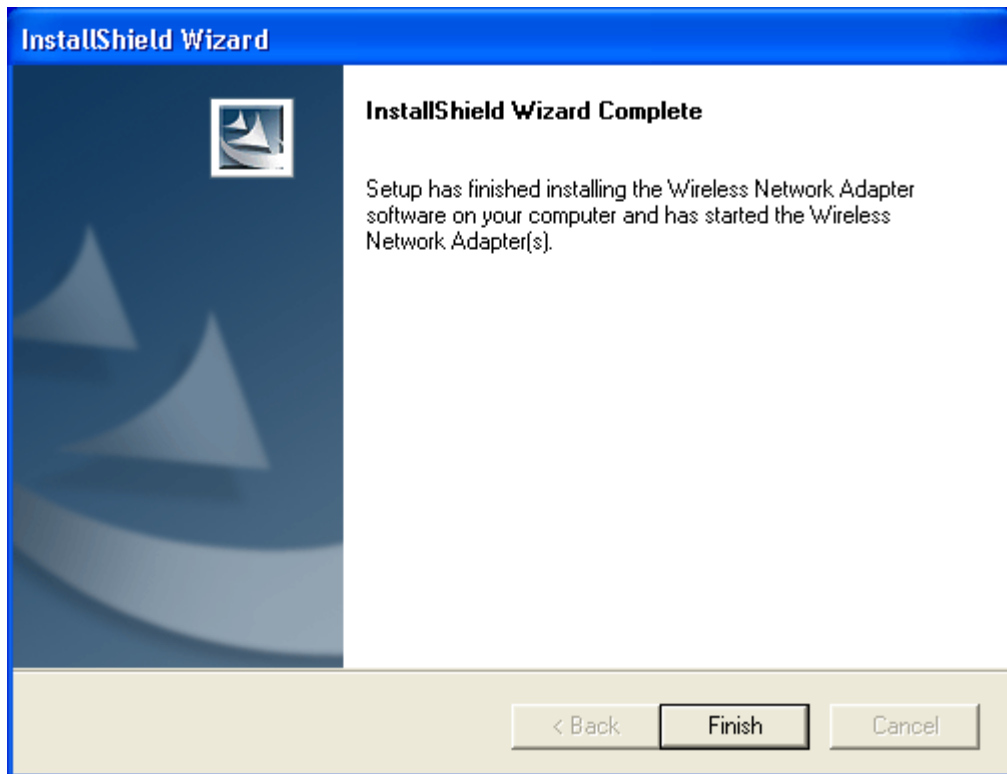 InstallShield Wizard
InstallShield Wizard Complete
Setup has finished installing the Wireless Network Adapter
software on your computer and has started the Wireless
Network Adapter(s).
< Back
Finish
Cancel